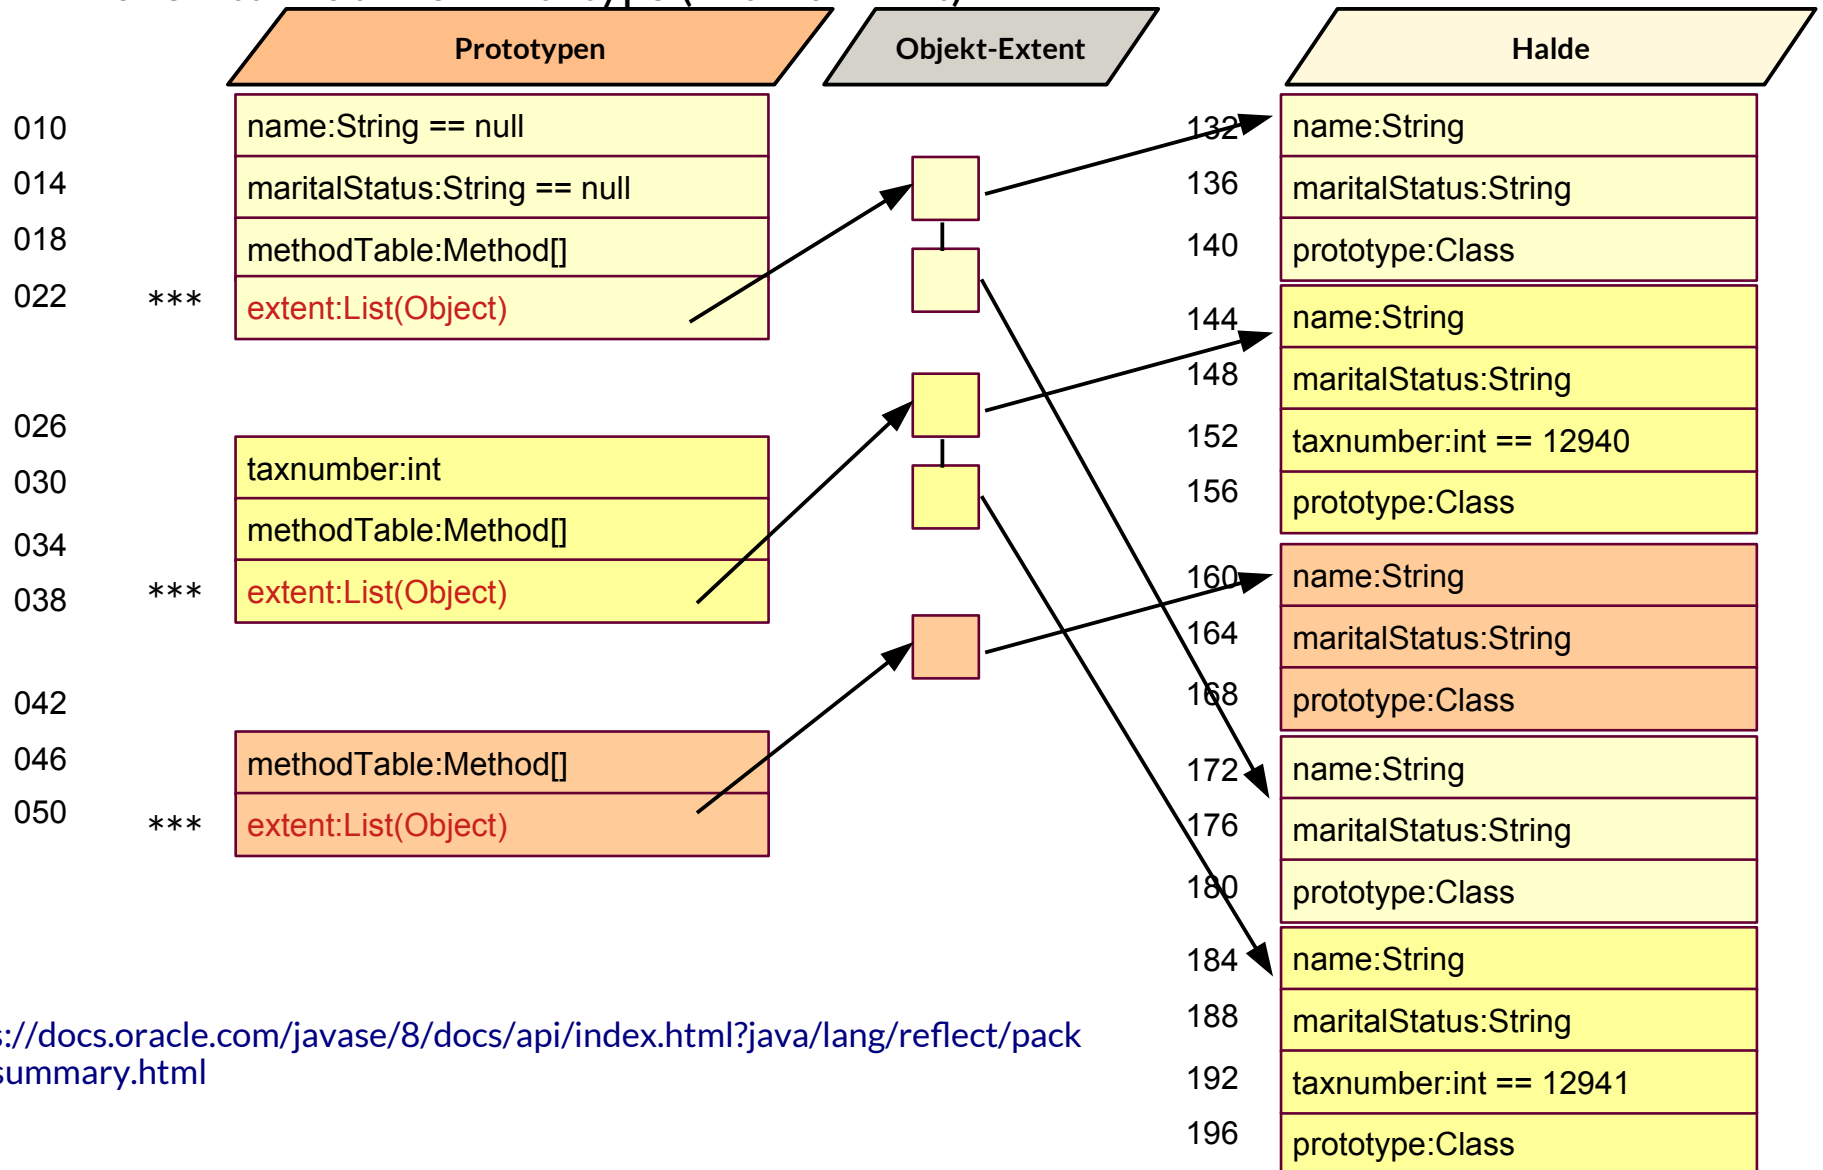 Prototypen
Objekt-Extent
Halde
010
name:String == null
014
maritalStatus:String == null
018
methodTable:Method[]
022
***
extent:List(Object)
026
taxnumber:int
030
methodTable:Method[]
034
038
***
extent:List(Object)
042
046
methodTable:Method[]
050
***
extent:List(Object)
132
name:String
136
maritalStatus:String
140
prototype:Class
144
name:String
148
maritalStatus:String
152
taxnumber:int == 12940
156
prototype:Class
160
name:String
164
maritalStatus:String
168
prototype:Class
172
name:String
176
maritalStatus:String
180
prototype:Class
184
name:String
188
maritalStatus:String
192
taxnumber:int == 12941
196
prototype:Class
s://docs.oracle.com/javase/8/docs/api/index.html?java/lang/reflect/pack
summary.html